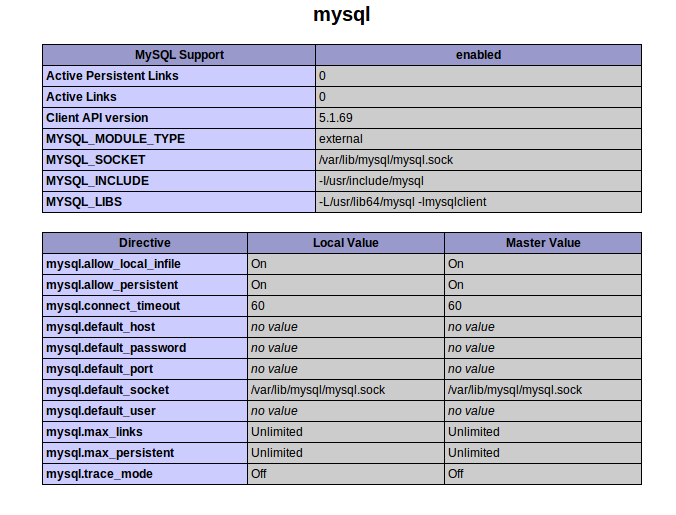 mysql
MySQL Support enabled
Active Persistent Links 0
Active Links 0
Client API version 5.1.69
MYSQL_MODULE_TYPE external
MYSQL_SOCKET /var/lib/mysql/mysql.sock
MYSQL_INCLUDE -I/usr/include/mysql
MYSQL_LIBS -L/usr/lib64/mysql -lmysqlclient
Directive Local Value Master Value
mysql.allow_local_infile On On
mysql.allow_persistent On On
mysql.connect_timeout 60 60
mysql.default_host no value no value
mysql.default_password no value no value
mysql.default_port no value no value
mysql.default_socket /var/lib/mysql/mysql.sock /var/lib/mysql/mysql.sock
mysql.default_user no value no value
mysql.max_links Unlimited Unlimited
mysql.max_persistent Unlimited Unlimited
mysql.trace_mode Off Off